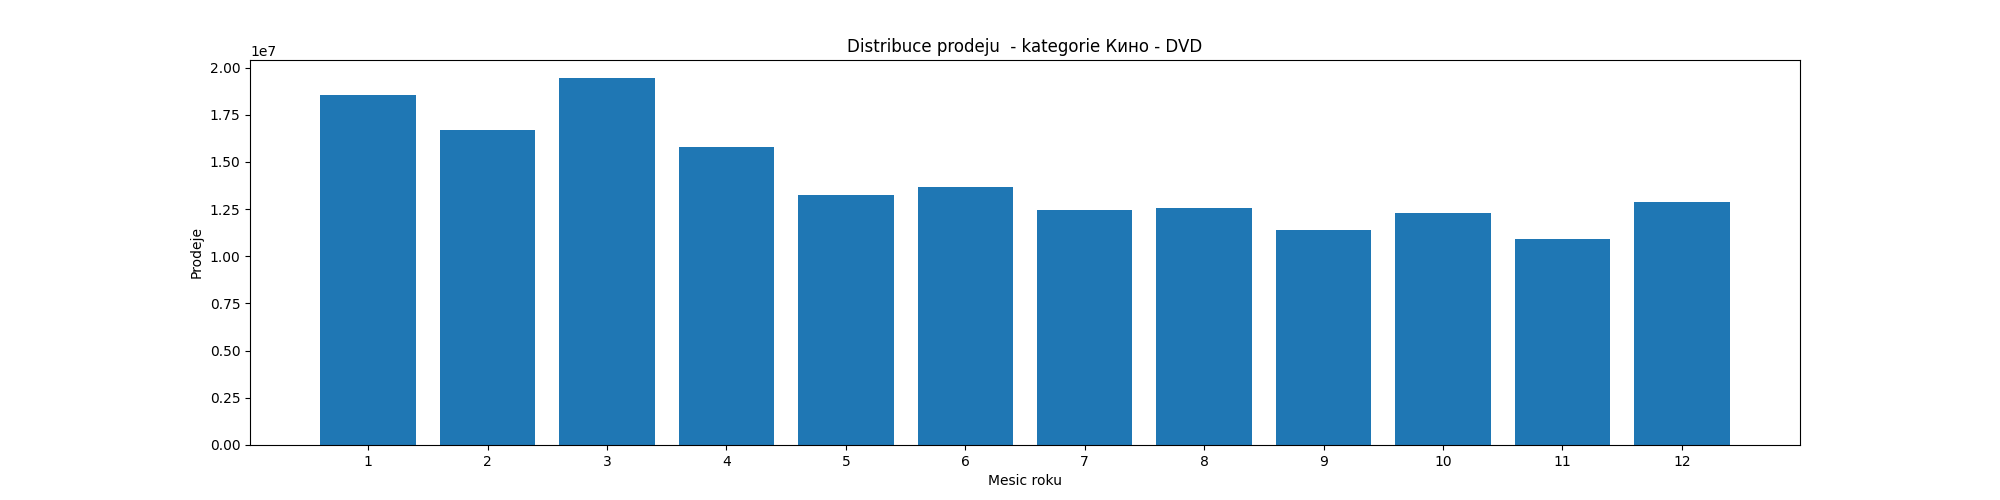 Distribuce prodeju  - kategorie Кино - DVD
1e7
2.00
1.75
1.50
1.25
1.00
0.75
0.50
0.25
0.00
Prodeje
1 2 3 4 5 6 7 8 9 10 11 12
Mesic roku